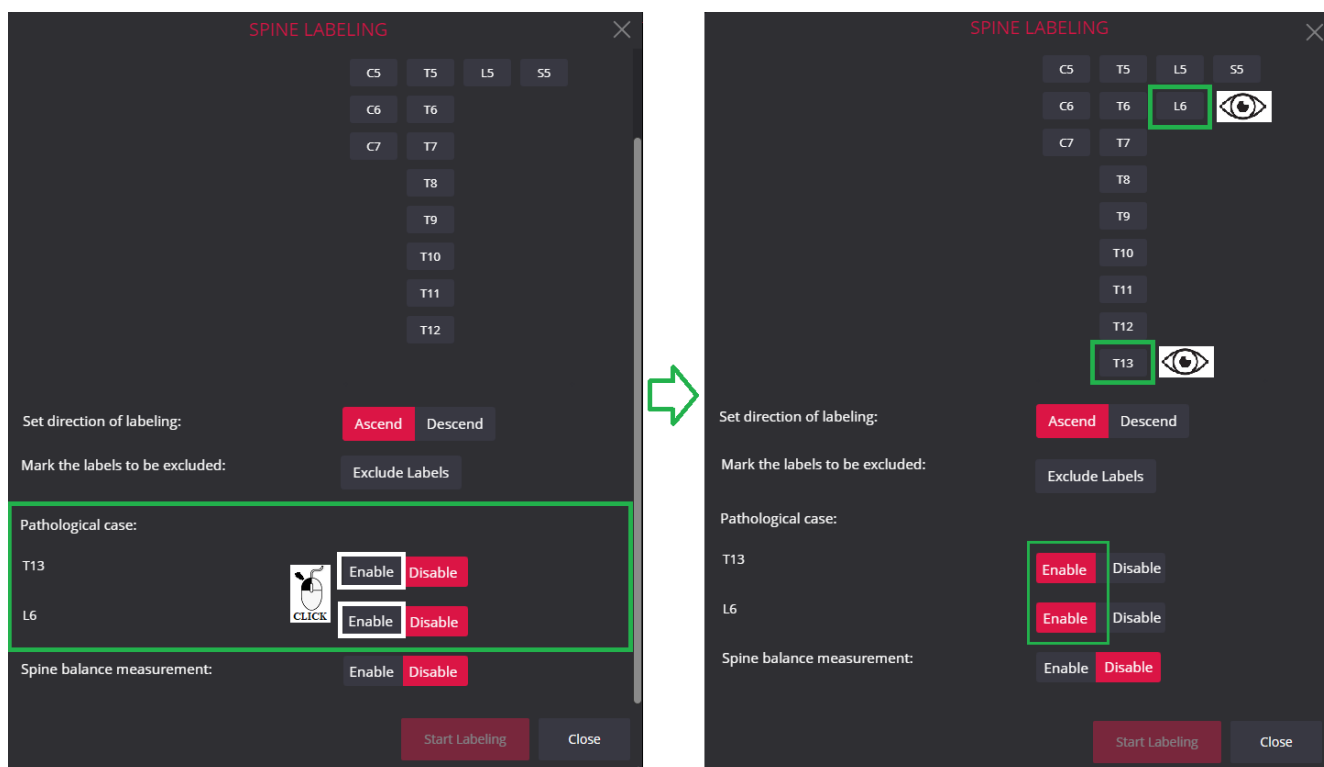 SPINE LABELING
C5 T5 L5 S5
C6 T6
C7 T7
T8
T9
T10
T11
T12
Set direction of labeling: Ascend Descend
Mark the labels to be excluded: Exclude Labels
Pathological case:
T13 Enable Disable
CLICK
L6 Enable Disable
Spine balance measurement: Enable Disable
Start Labeling Close
SPINE LABELING
C5 T5 L5 S5
C6 T6 L6
C7 T7
T8
T9
T10
T11
T12
T13
Set direction of labeling: Ascend Descend
Mark the labels to be excluded: Exclude Labels
Pathological case:
T13 Enable Disable
L6 Enable Disable
Spine balance measurement: Enable Disable
Start Labeling Close